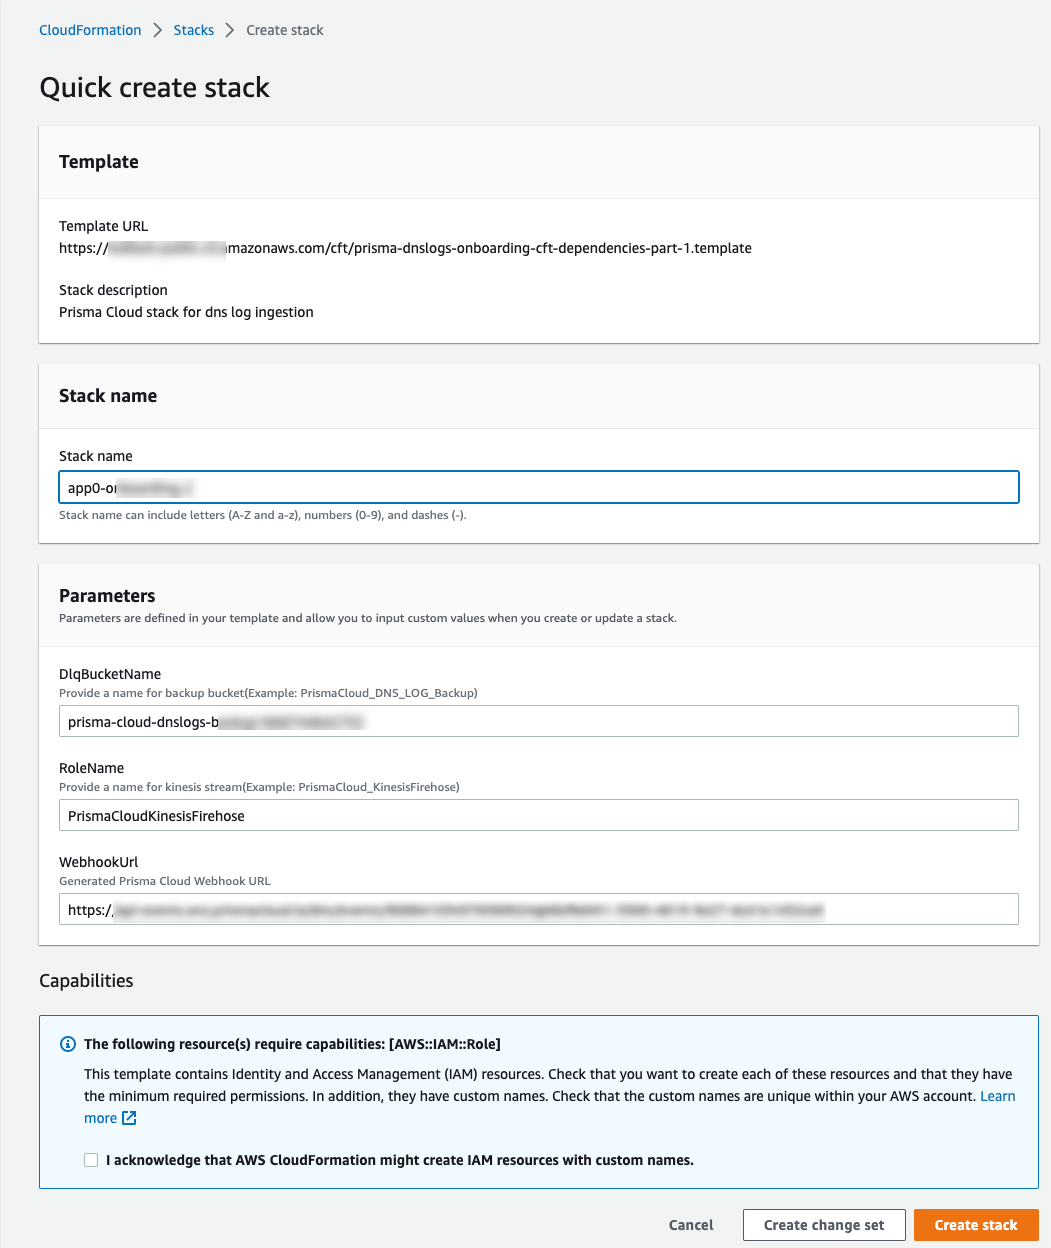 CloudFormation > Stacks > Create stack
Quick create stack
Template
Template URL
https:// mazonaws.com/cft/prisma-dnslogs-onboarding-cft-dependencies-part-1.template
Stack description
Prisma Cloud stack for dns log ingestion
Stack name
Stack name
app0-o
Stack name can include letters (A-Z and a-z), numbers (0-9), and dashes (-).
Parameters
Parameters are defined in your template and allow you to input custom values when you create or update a stack.
DlqBucketName
Provide a name for backup bucket(Example: PrismaCloud_DNS_LOG_Backup)
prisma-cloud-dnslogs-b
RoleName
Provide a name for kinesis stream(Example: PrismaCloud_KinesisFirehose)
PrismaCloudKinesisFirehose
WebhookUrl
Generated Prisma Cloud Webhook URL
https:/
Capabilities
The following resource(s) require capabilities: [AWS::IAM::Role]
This template contains Identity and Access Management (IAM) resources. Check that you want to create each of these resources and that they have
the minimum required permissions. In addition, they have custom names. Check that the custom names are unique within your AWS account. Learn
more
I acknowledge that AWS CloudFormation might create IAM resources with custom names.
Cancel
Create change set
Create stack